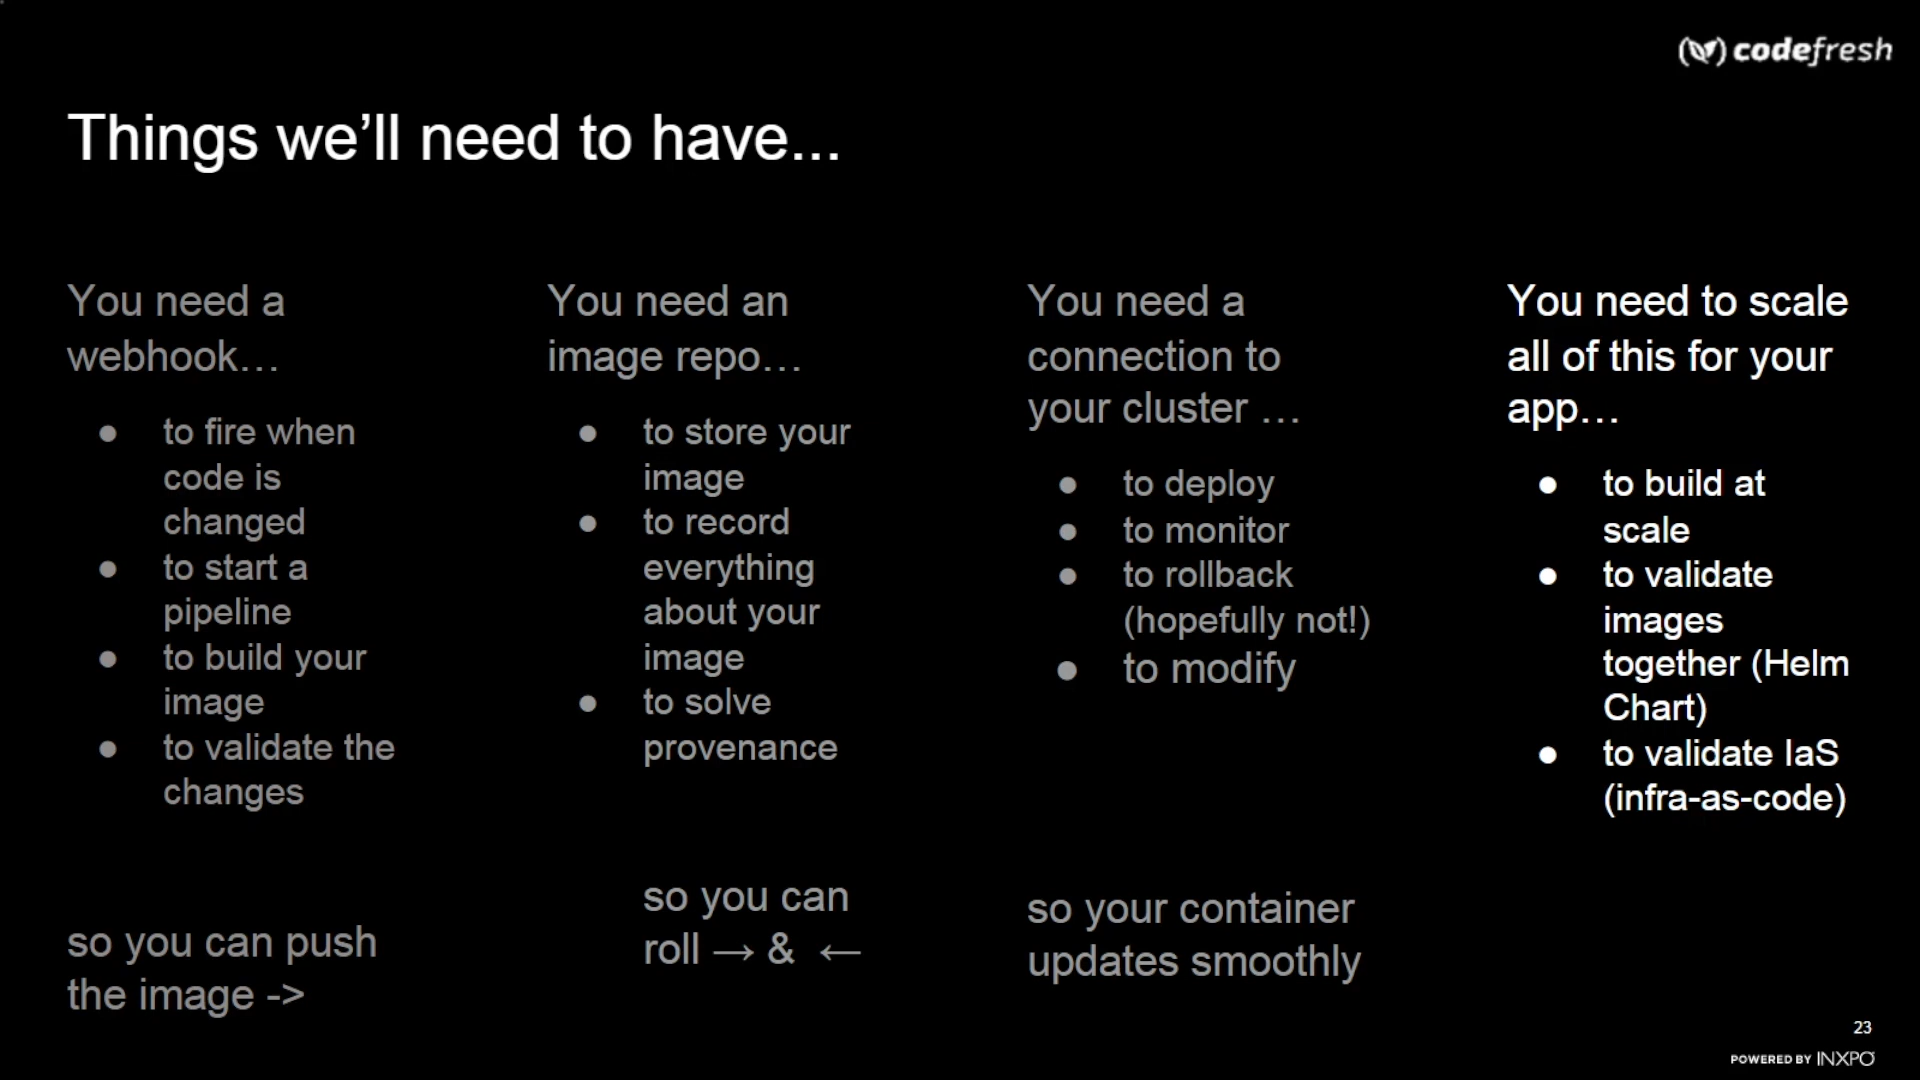 codefresh
Things we’ll need to have...
You need a
webhook…
● to fire when
code is
changed
● to start a
pipeline
● to build your
image
● to validate the
changes
so you can push
the image ->
You need an
image repo…
● to store your
image
● to record
everything
about your
image
● to solve
provenance
so you can
roll → & ←
You need a
connection to
your cluster …
● to deploy
● to monitor
● to rollback
(hopefully not!)
● to modify
so your container
updates smoothly
You need to scale
all of this for your
app…
● to build at
scale
● to validate
images
together (Helm
Chart)
● to validate IaS
(infra-as-code)
23
POWERED BY INXPO